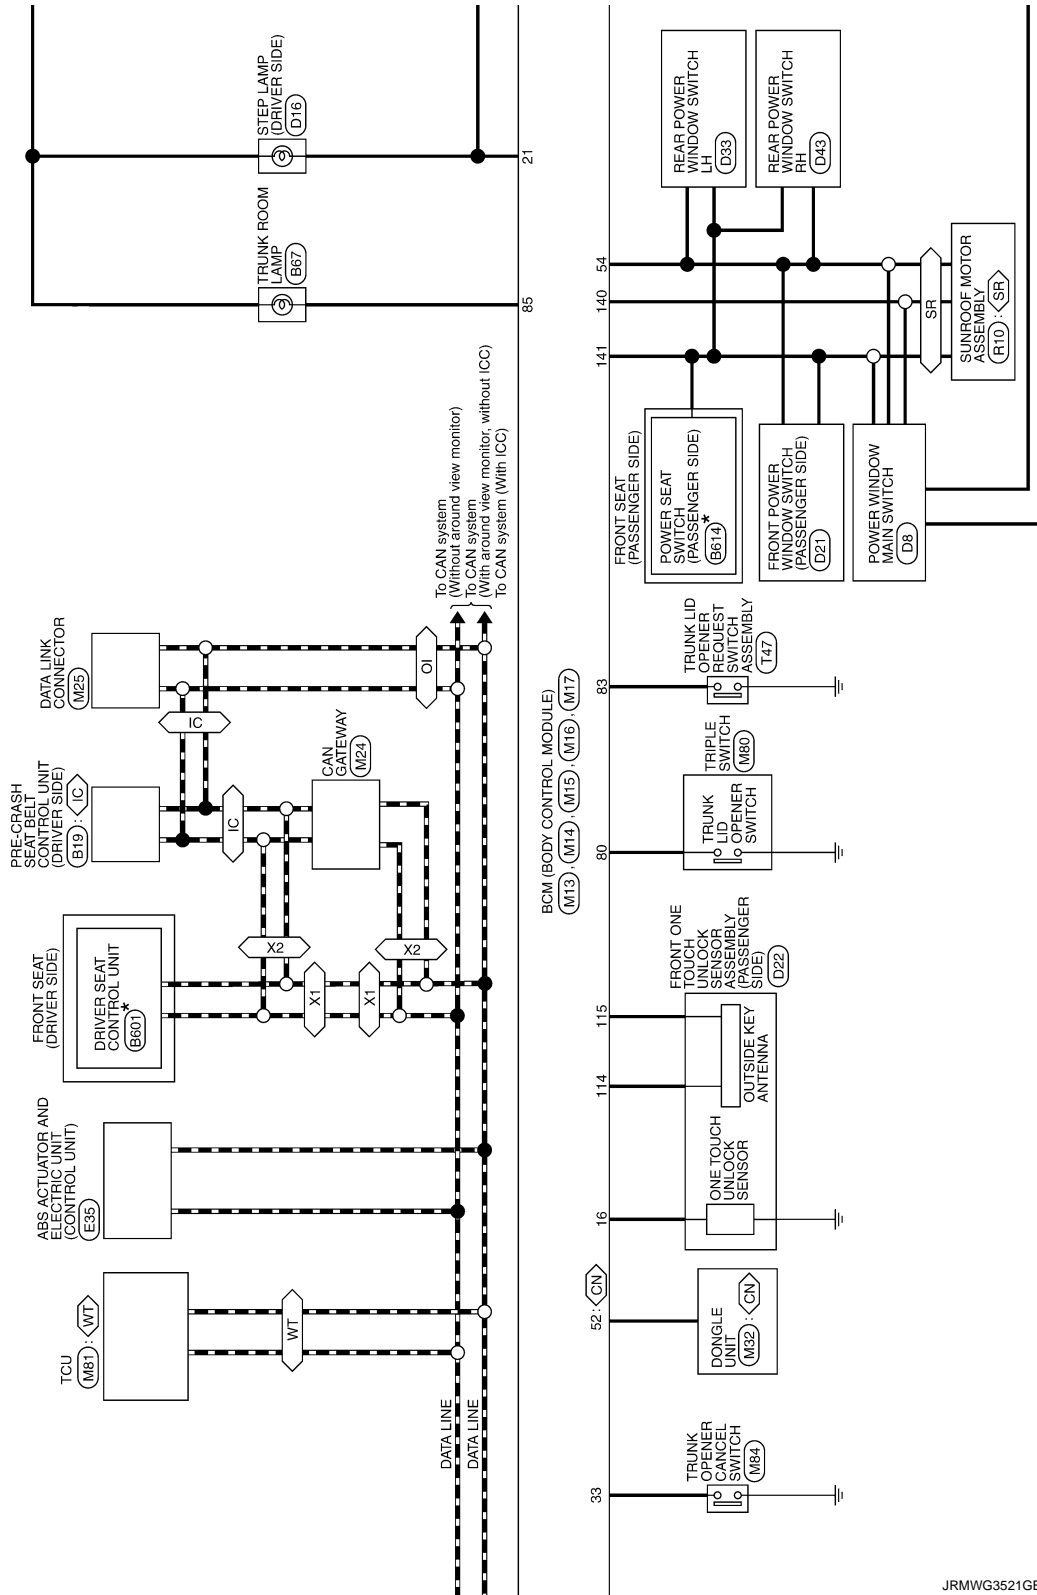 STEP LAMP
(DRIVER SIDE)
D16
21
TRUNK ROOM
LAMP
B67
85
To CAN system
(Without around view monitor)
To CAN system
(With around view monitor, without ICC)
To CAN system (With ICC)
DATA LINK
CONNECTOR
M25
IC
OI
PRE-CRASH
SEAT BELT
CONTROL UNIT
(DRIVER SIDE)
B19 : IC
IC
CAN
GATEWAY
M24
X2
X2
FRONT SEAT
(DRIVER SIDE)
DRIVER SEAT
CONTROL UNIT
B601 *
X1
X1
ABS ACTUATOR AND
ELECTRIC UNIT
(CONTROL UNIT)
E35
TCU
M81 : WT
WT
DATA LINE
DATA LINE
BCM (BODY CONTROL MODULE)
M13 , M14 , M15 , M16 , M17
REAR POWER
WINDOW SWITCH
LH
D33
REAR POWER
WINDOW SWITCH
RH
D43
54
140
141
SR
SUNROOF MOTOR
ASSEMBLY
R10 : SR
FRONT SEAT
(PASSENGER SIDE)
POWER SEAT
SWITCH
(PASSENGER SIDE)
B614 *
FRONT POWER
WINDOW SWITCH
(PASSENGER SIDE)
D21
POWER WINDOW
MAIN SWITCH
D8
83
TRUNK LID
OPENER
REQUEST
SWITCH
ASSEMBLY
T47
80
TRIPLE
SWITCH
M80
TRUNK
LID
OPENER
SWITCH
FRONT ONE
TOUCH
UNLOCK
SENSOR
ASSEMBLY
(PASSENGER
SIDE)
D22
115
114
OUTSIDE KEY
ANTENNA
16
ONE TOUCH
UNLOCK
SENSOR
52 : CN
DONGLE
UNIT
M32 : CN
33
TRUNK
OPENER
CANCEL
SWITCH
M84
JRMWG3521GE